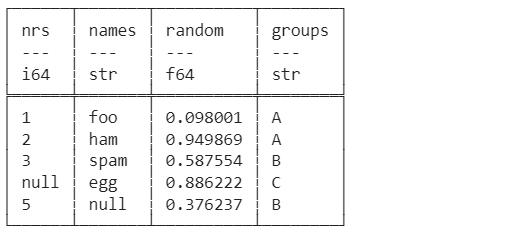 nrs names random groups
--- --- --- ---
i64 str f64 str
1 foo 0.098001 A
2 ham 0.949869 A
3 spam 0.587554 B
null egg 0.886222 C
5 null 0.376237 B